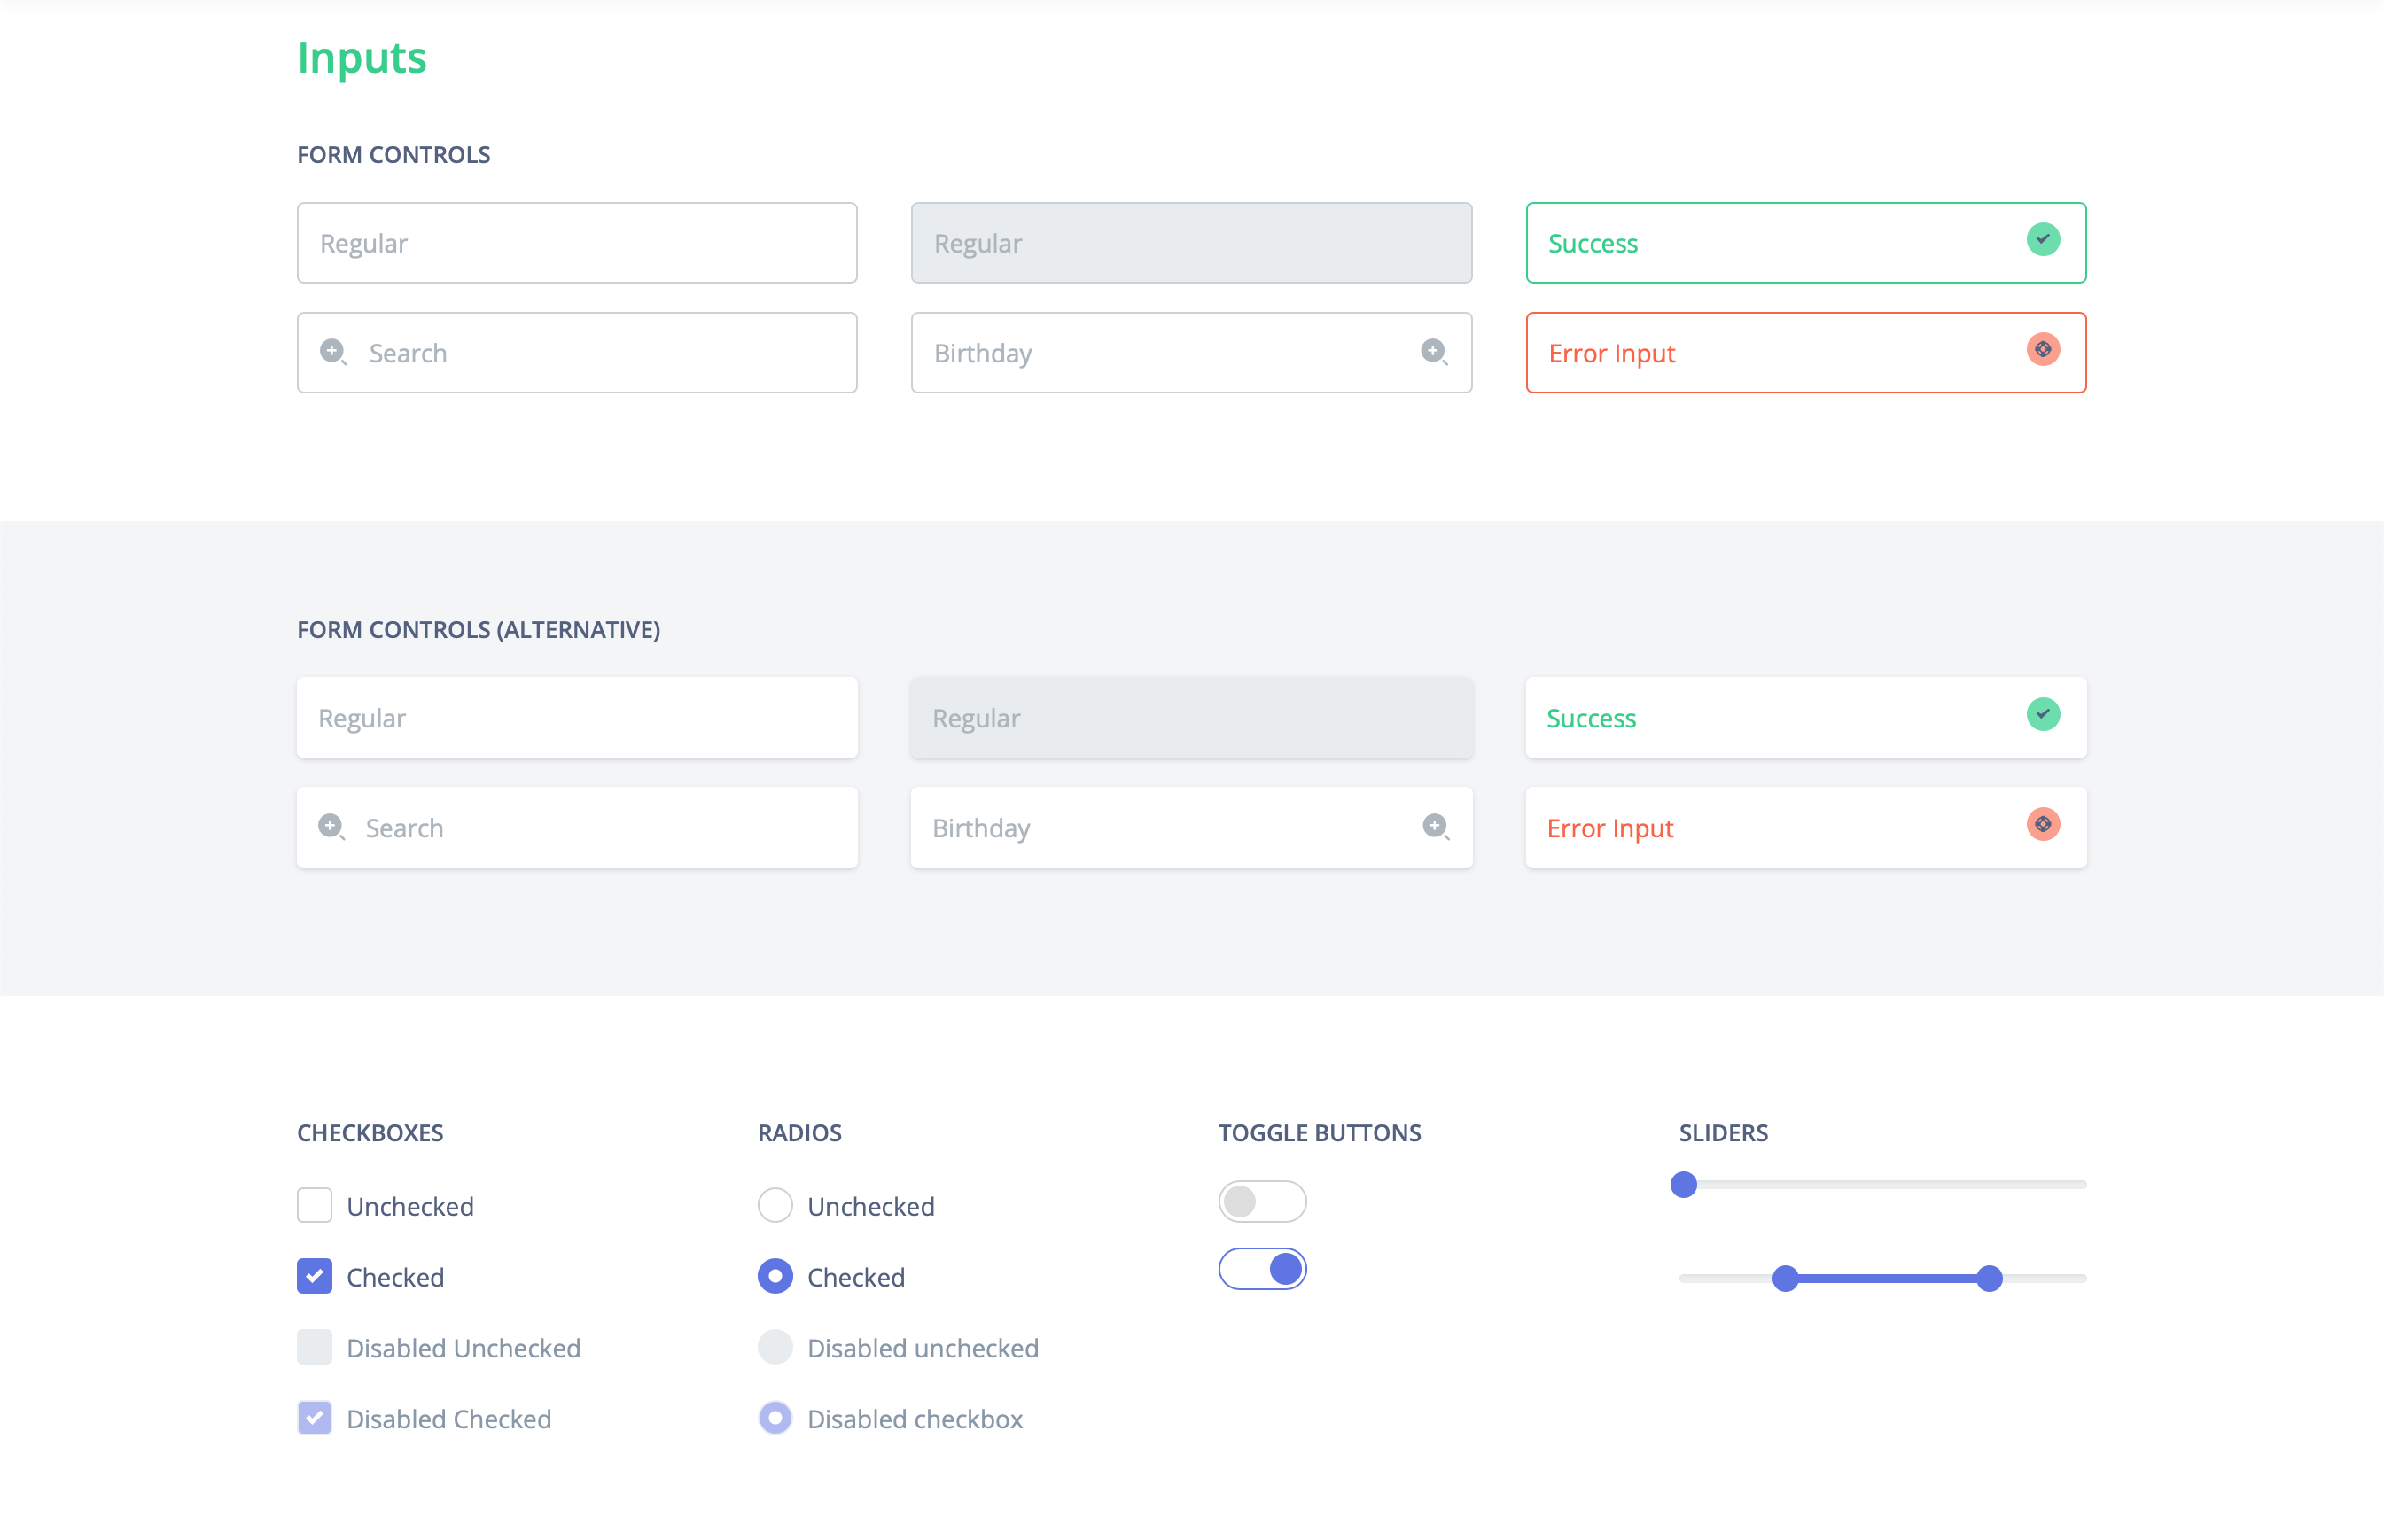 Inputs
FORM CONTROLS
Regular
Regular
Success
Search
Birthday
Error Input
FORM CONTROLS (ALTERNATIVE)
Regular
Regular
Success
Search
Birthday
Error Input
CHECKBOXES
Unchecked
Checked
Disabled Unchecked
Disabled Checked
RADIOS
Unchecked
Checked
Disabled unchecked
Disabled checkbox
TOGGLE BUTTONS
SLIDERS